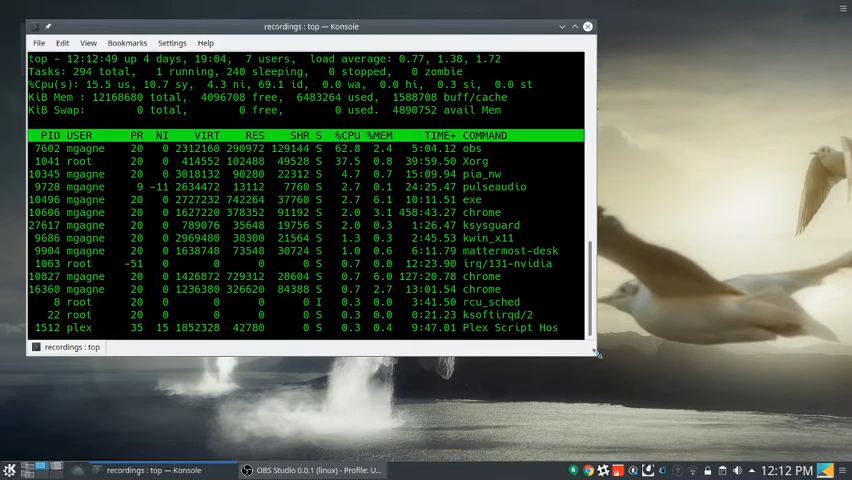 recordings : top — Konsole
File Edit View Bookmarks Settings Help
top - 12:12:49 up 4 days, 19:04, 7 users, load average: 0.77, 1.38, 1.72
Tasks: 294 total, 1 running, 240 sleeping, 0 stopped, 0 zombie
%Cpu(s): 15.5 us, 10.7 sy, 4.3 ni, 69.1 id, 0.0 wa, 0.0 hi, 0.3 si, 0.0 st
KiB Mem : 12168680 total, 4096708 free, 6483264 used, 1588708 buff/cache
KiB Swap: 0 total, 0 free, 0 used. 4890752 avail Mem
PID USER PR NI VIRT RES SHR S %CPU %MEM TIME+ COMMAND
7602 mgagne 20 0 2312160 290972 129144 S 62.8 2.4 5:04.12 obs
1041 root 20 0 414552 102488 49528 S 37.5 0.8 39:59.50 Xorg
10345 mgagne 20 0 3018132 90280 22312 S 4.7 0.7 15:09.94 pia_nw
9728 mgagne 9 -11 2634472 13112 7760 S 2.7 0.1 24:25.47 pulseaudio
10496 mgagne 20 0 2727232 742264 37760 S 2.7 6.1 10:11.51 exe
10606 mgagne 20 0 1627220 378352 91192 S 2.0 3.1 458:43.27 chrome
27617 mgagne 20 0 789076 35648 19756 S 2.0 0.3 1:26.47 ksysguard
9686 mgagne 20 0 2969480 38300 21564 S 1.3 0.3 2:45.53 kwin_x11
9904 mgagne 20 0 1638748 73548 30724 S 1.0 0.6 6:11.79 mattermost-desk
1063 root -51 0 0 0 0 S 0.7 0.0 12:23.90 irq/131-nvidia
10827 mgagne 20 0 1426872 729312 28604 S 0.7 6.0 127:20.78 chrome
16360 mgagne 20 0 1236380 326620 84388 S 0.7 2.7 13:01.54 chrome
8 root 20 0 0 0 0 I 0.3 0.0 3:41.50 rcu_sched
22 root 20 0 0 0 0 S 0.3 0.0 0:21.23 ksoftirqd/2
1512 plex 35 15 1852328 42780 0 S 0.3 0.4 9:47.01 Plex Script Hos
recordings : top
recordings : top — Konsole
OBS Studio 0.0.1 (linux) - Profile: U...
12:12 PM